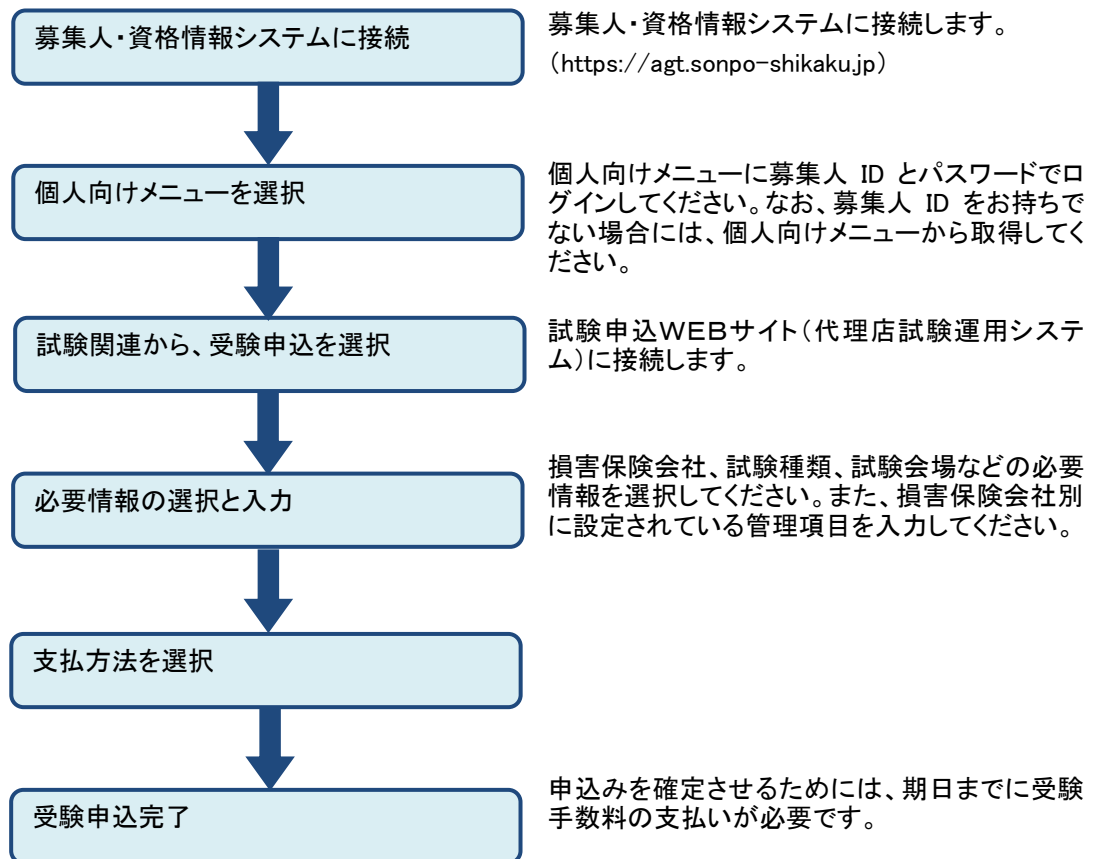 募集人・資格情報システムに接続
募集人・資格情報システムに接続します。
（https://agt.sonpo-shikaku.jp）
個人向けメニューを選択
個人向けメニューに募集人 ID とパスワードでロ
グインしてください。なお、募集人 ID をお持ちで
ない場合には、個人向けメニューから取得してく
ださい。
試験関連から、受験申込を選択
試験申込ＷＥＢサイト（代理店試験運用システ
ム）に接続します。
必要情報の選択と入力
損害保険会社、試験種類、試験会場などの必要
情報を選択してください。また、損害保険会社別
に設定されている管理項目を入力してください。
支払方法を選択
受験申込完了
申込みを確定させるためには、期日までに受験
手数料の支払いが必要です。